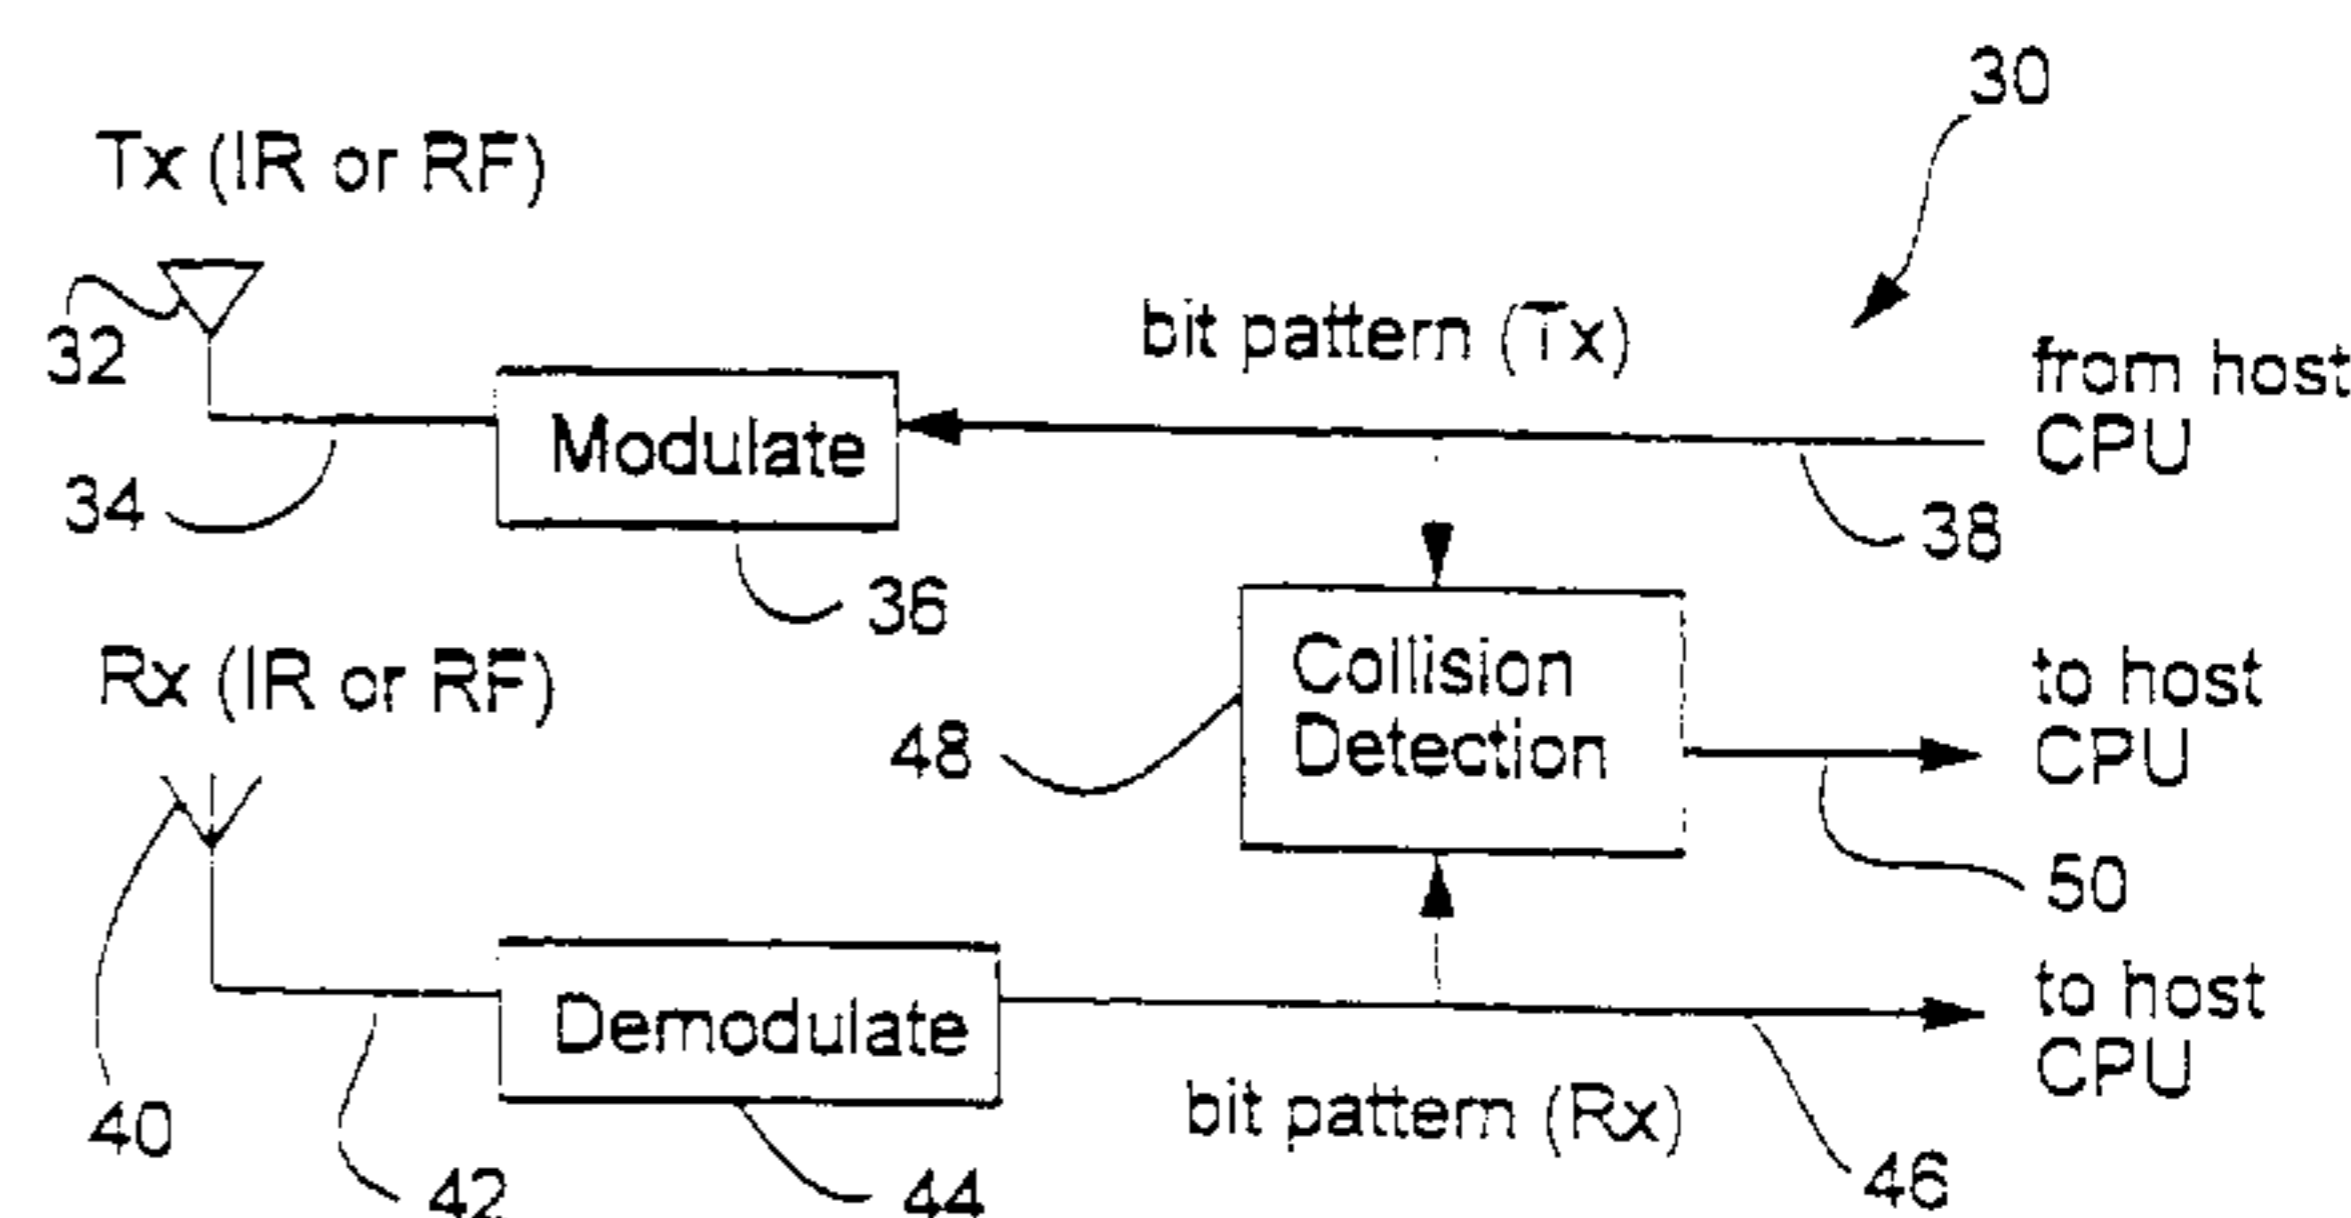 30
Tx (IR or RF)
32
bit pattern (Tx)
from host
CPU
Modulate
34
38
36
Rx (IR or RF)
Collision
Detection
48
to host
CPU
50
Demodulate
to host
CPU
40
bit pattern (Rx)
42
44
46